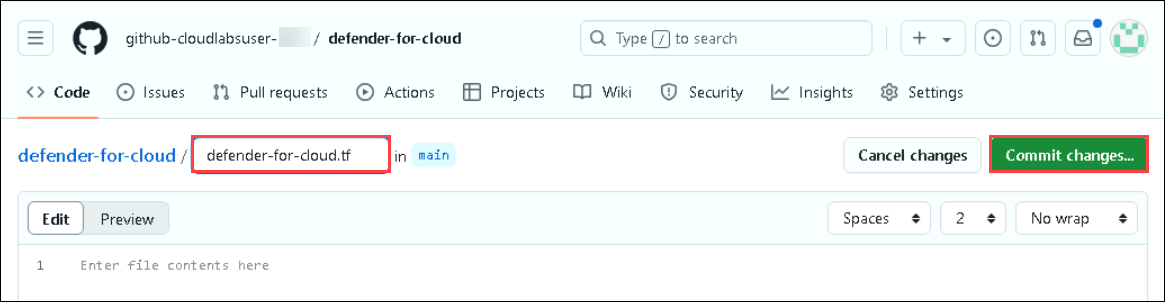 github-cloudlabsuser- / defender-for-cloud Type / to search
Code Issues Pull requests Actions Projects Wiki Security Insights Settings
defender-for-cloud / defender-for-cloud.tf in main Cancel changes Commit changes...
Edit Preview Spaces 2 No wrap
1 Enter file contents here